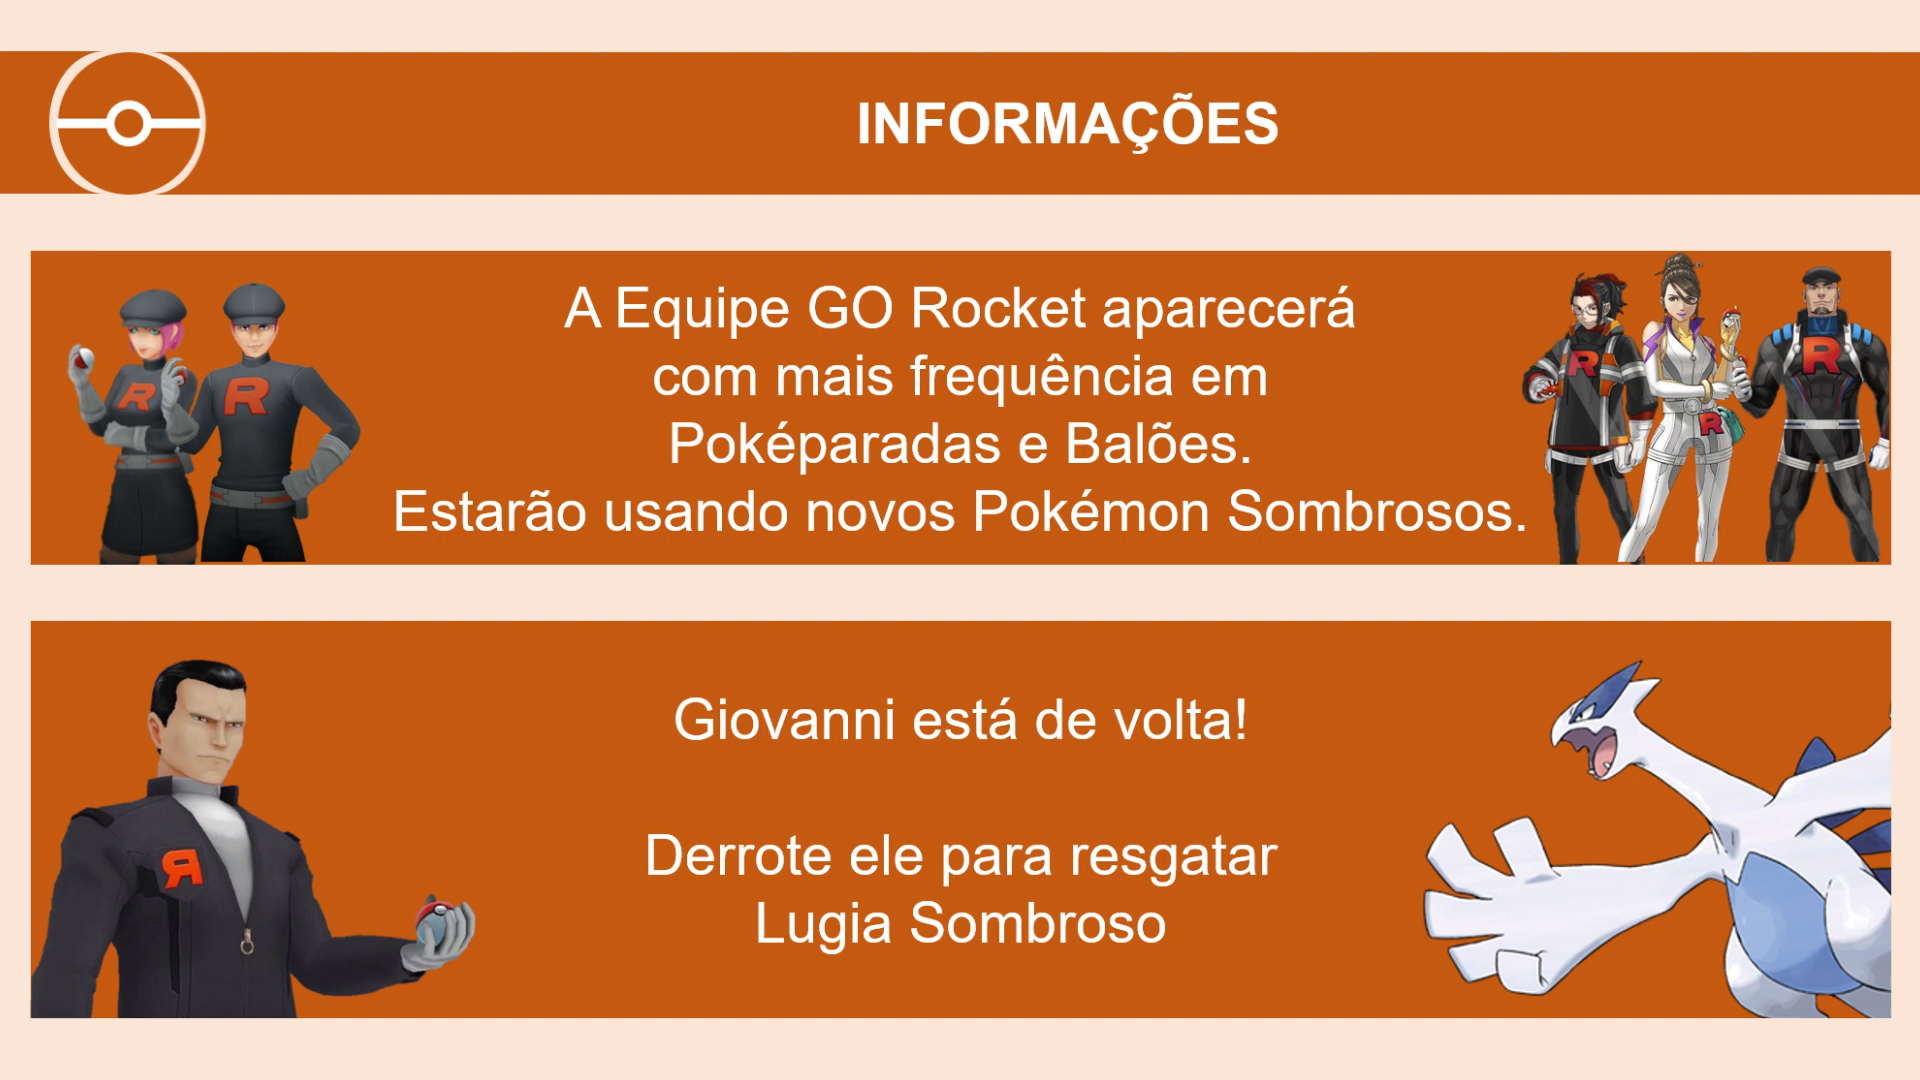 INFORMAÇÕES
A Equipe GO Rocket aparecerá
com mais frequência em
Poképaradas e Balões.
Estarão usando novos Pokémon Sombrosos.
Giovanni está de volta!
Derrote ele para resgatar
Lugia Sombroso